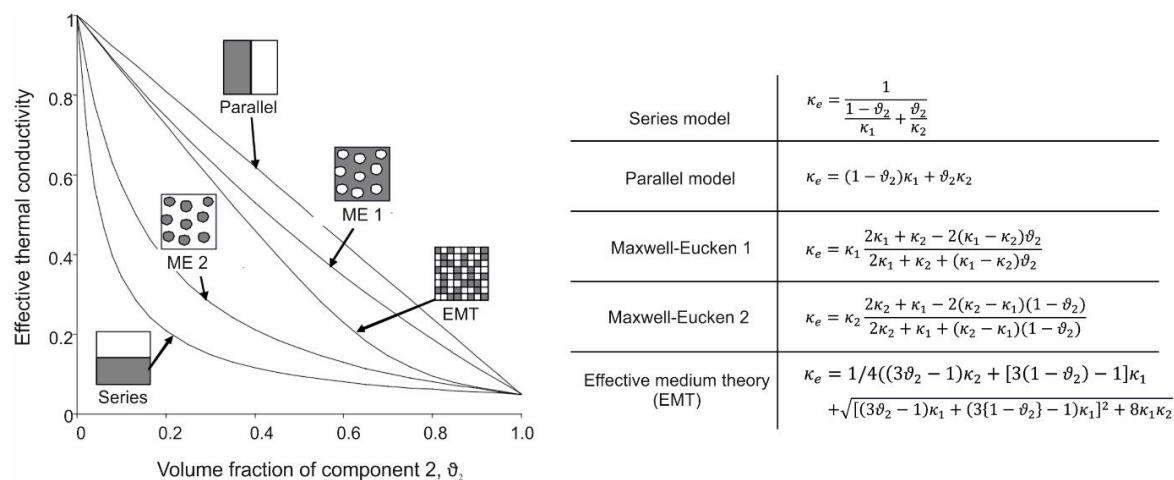 1
0.8
0.6
0.4
0.2
0
0 0.2 0.4 0.6 0.8 1.0
Effective thermal conductivity
Volume fraction of component 2, ϑ₂
Parallel
ME 1
ME 2
EMT
Series
Series model κ_e = 1 / ((1 − ϑ₂)/κ₁ + ϑ₂/κ₂)
Parallel model κ_e = (1 − ϑ₂)κ₁ + ϑ₂κ₂
Maxwell-Eucken 1 κ_e = κ₁ (2κ₁ + κ₂ − 2(κ₁ − κ₂)ϑ₂) / (2κ₁ + κ₂ + (κ₁ − κ₂)ϑ₂)
Maxwell-Eucken 2 κ_e = κ₂ (2κ₂ + κ₁ − 2(κ₂ − κ₁)(1 − ϑ₂)) / (2κ₂ + κ₁ + (κ₂ − κ₁)(1 − ϑ₂))
Effective medium theory
(EMT)
κ_e = 1/4((3ϑ₂ − 1)κ₂ + [3(1 − ϑ₂) − 1]κ₁
+√([(3ϑ₂ − 1)κ₁ + (3{1 − ϑ₂} − 1)κ₁]² + 8κ₁κ₂)